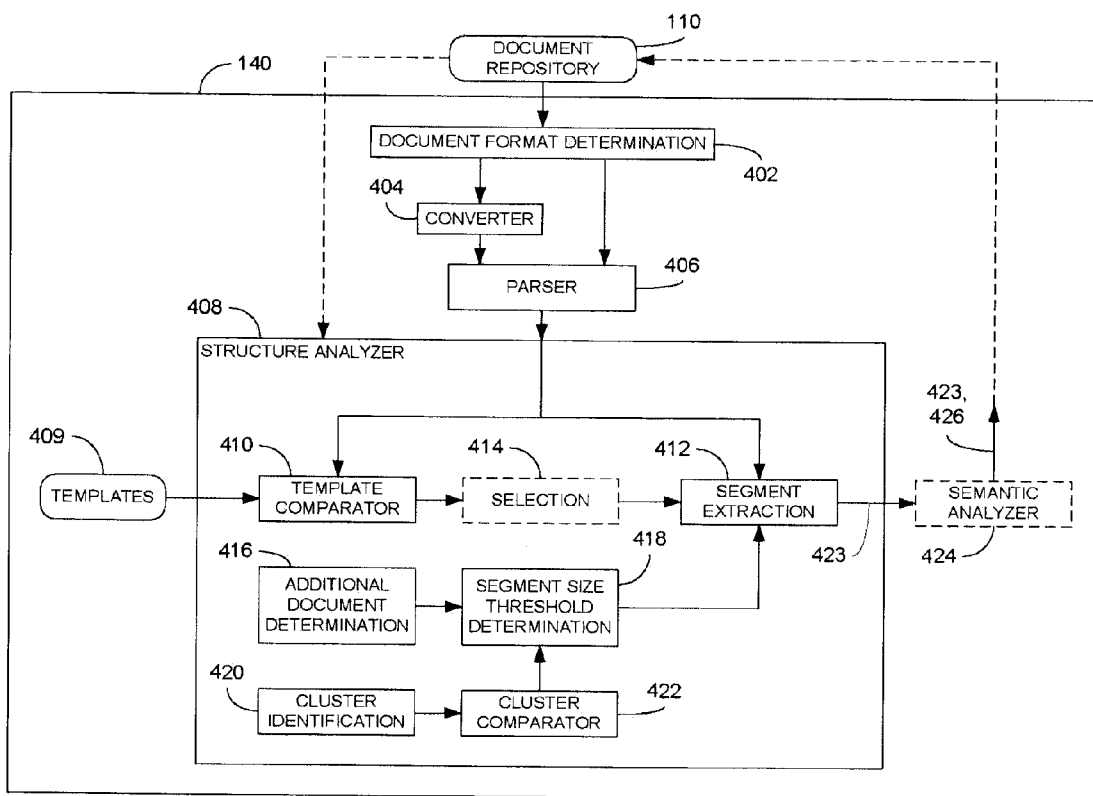 110
DOCUMENT
REPOSITORY
140
DOCUMENT FORMAT DETERMINATION
402
404
CONVERTER
406
PARSER
408
STRUCTURE ANALYZER
423,
426
409
410
414
412
TEMPLATES
TEMPLATE
COMPARATOR
SELECTION
SEGMENT
EXTRACTION
SEMANTIC
ANALYZER
423
424
416
418
ADDITIONAL
DOCUMENT
DETERMINATION
SEGMENT SIZE
THRESHOLD
DETERMINATION
420
422
CLUSTER
IDENTIFICATION
CLUSTER
COMPARATOR